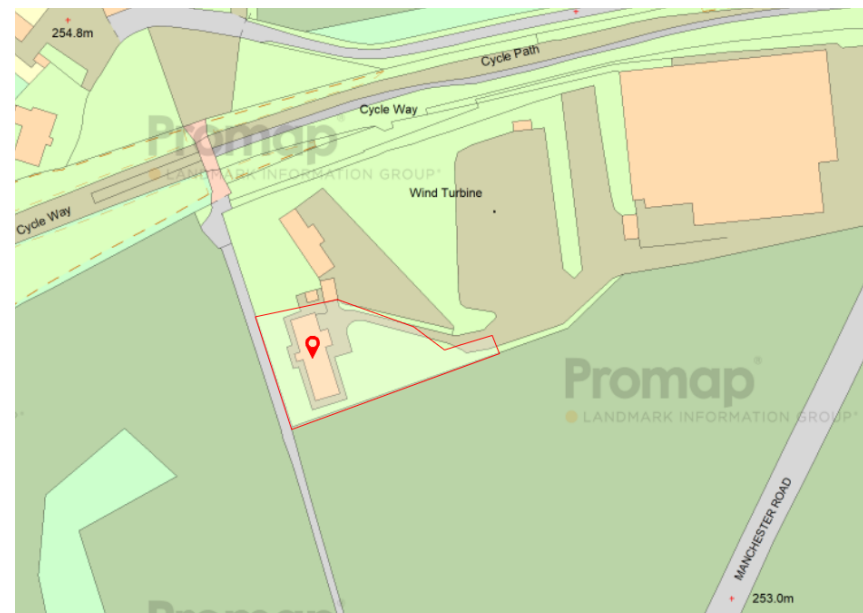 254.8m
Cycle Path
Cycle Way
Promap®
LANDMARK INFORMATION GROUP®
Wind Turbine
Cycle Way
Promap®
LANDMARK INFORMATION GROUP®
MANCHESTER ROAD
253.0m
Promap®